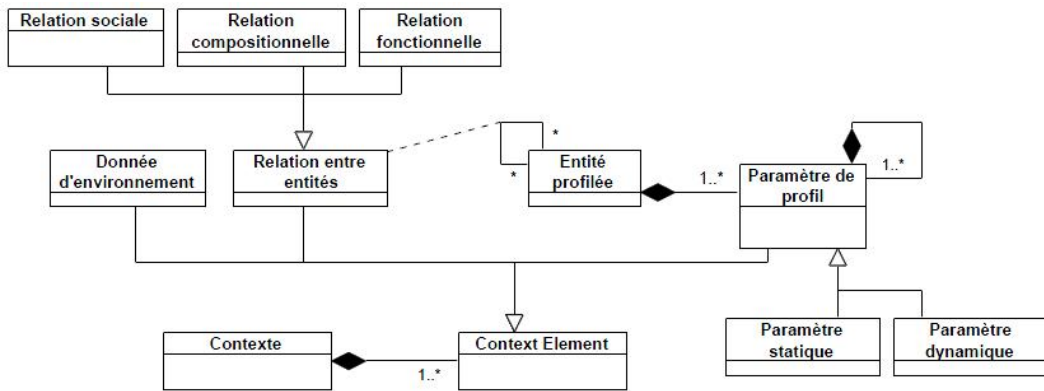 Relation sociale
Relation
compositionnelle
Relation
fonctionnelle
Donnée
d'environnement
Relation entre
entités
*
*
Entité
profilée
1..*
Paramètre de
profil
1..*
Contexte
1..*
Context Element
Paramètre
statique
Paramètre
dynamique